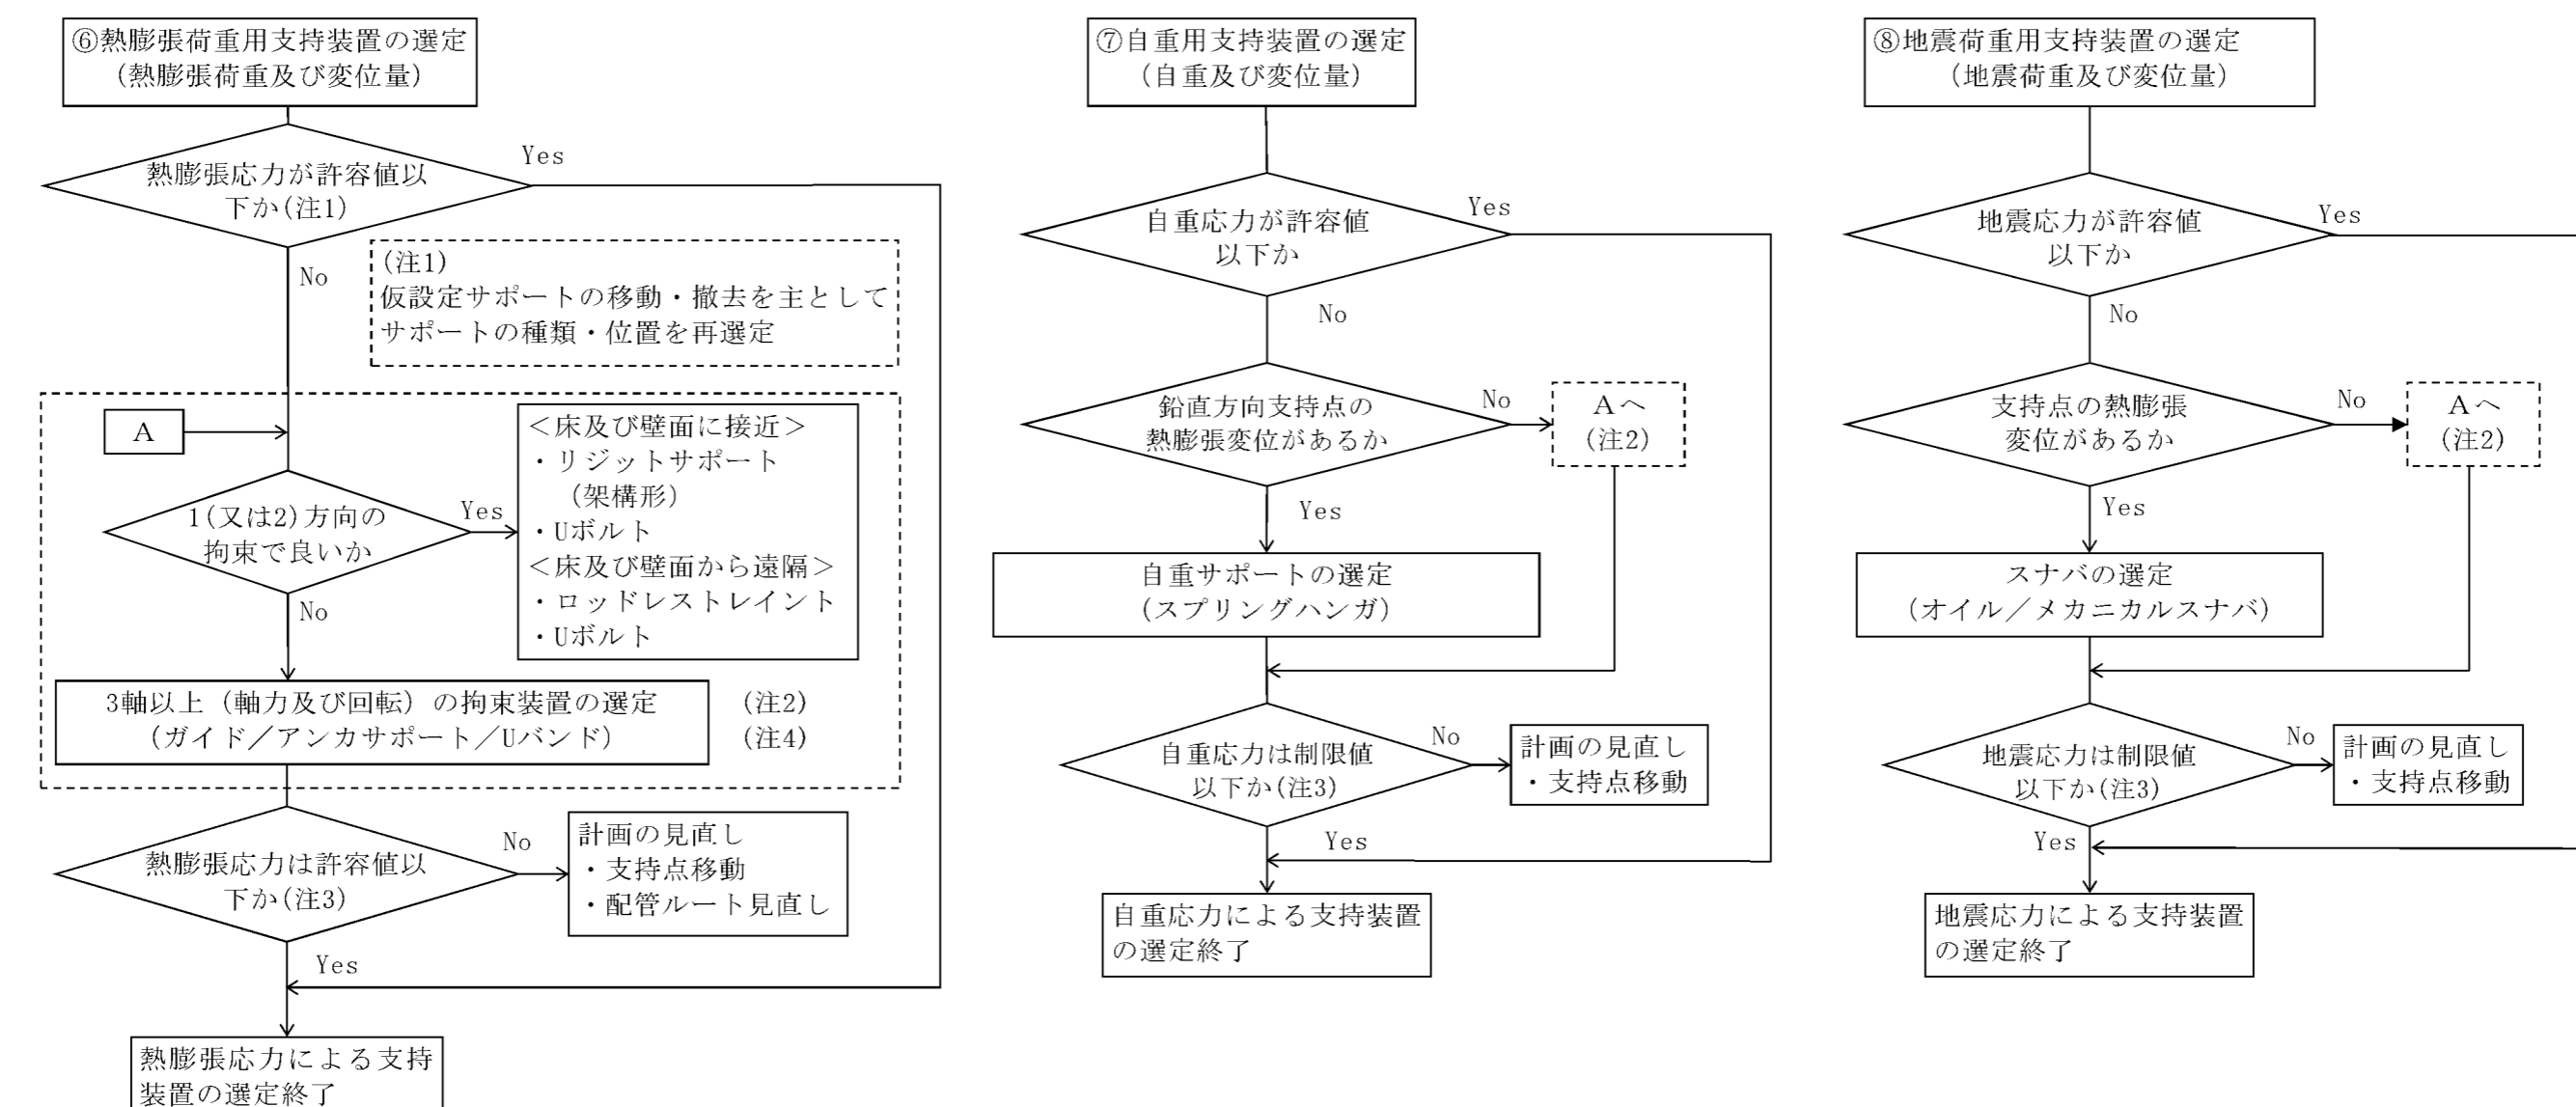 ⑥熱膨張荷重用支持装置の選定
(熱膨張荷重及び変位量)
熱膨張応力が許容値以
下か(注1)
Yes
No
(注1)
仮設定サポートの移動・撤去を主として
サポートの種類・位置を再選定
A
1(又は2)方向の
拘束で良いか
Yes
No
<床及び壁面に接近>
・リジットサポート
(架構形)
・Uボルト
<床及び壁面から遠隔>
・ロッドレストレイント
・Uボルト
3軸以上(軸力及び回転)の拘束装置の選定
(ガイド/アンカサポート/Uバンド)
(注2)
(注4)
熱膨張応力は許容値以
下か(注3)
No
計画の見直し
・支持点移動
・配管ルート見直し
Yes
熱膨張応力による支持
装置の選定終了
⑦自重用支持装置の選定
(自重及び変位量)
自重応力が許容値
以下か
Yes
No
鉛直方向支持点の
熱膨張変位があるか
No
Aへ
(注2)
Yes
自重サポートの選定
(スプリングハンガ)
自重応力は制限値
以下か(注3)
No
計画の見直し
・支持点移動
Yes
自重応力による支持装置
の選定終了
⑧地震荷重用支持装置の選定
(地震荷重及び変位量)
地震応力が許容値
以下か
Yes
No
支持点の熱膨張
変位があるか
No
Aへ
(注2)
Yes
スナバの選定
(オイル/メカニカルスナバ)
地震応力は制限値
以下か(注3)
No
計画の見直し
・支持点移動
Yes
地震応力による支持装置
の選定終了